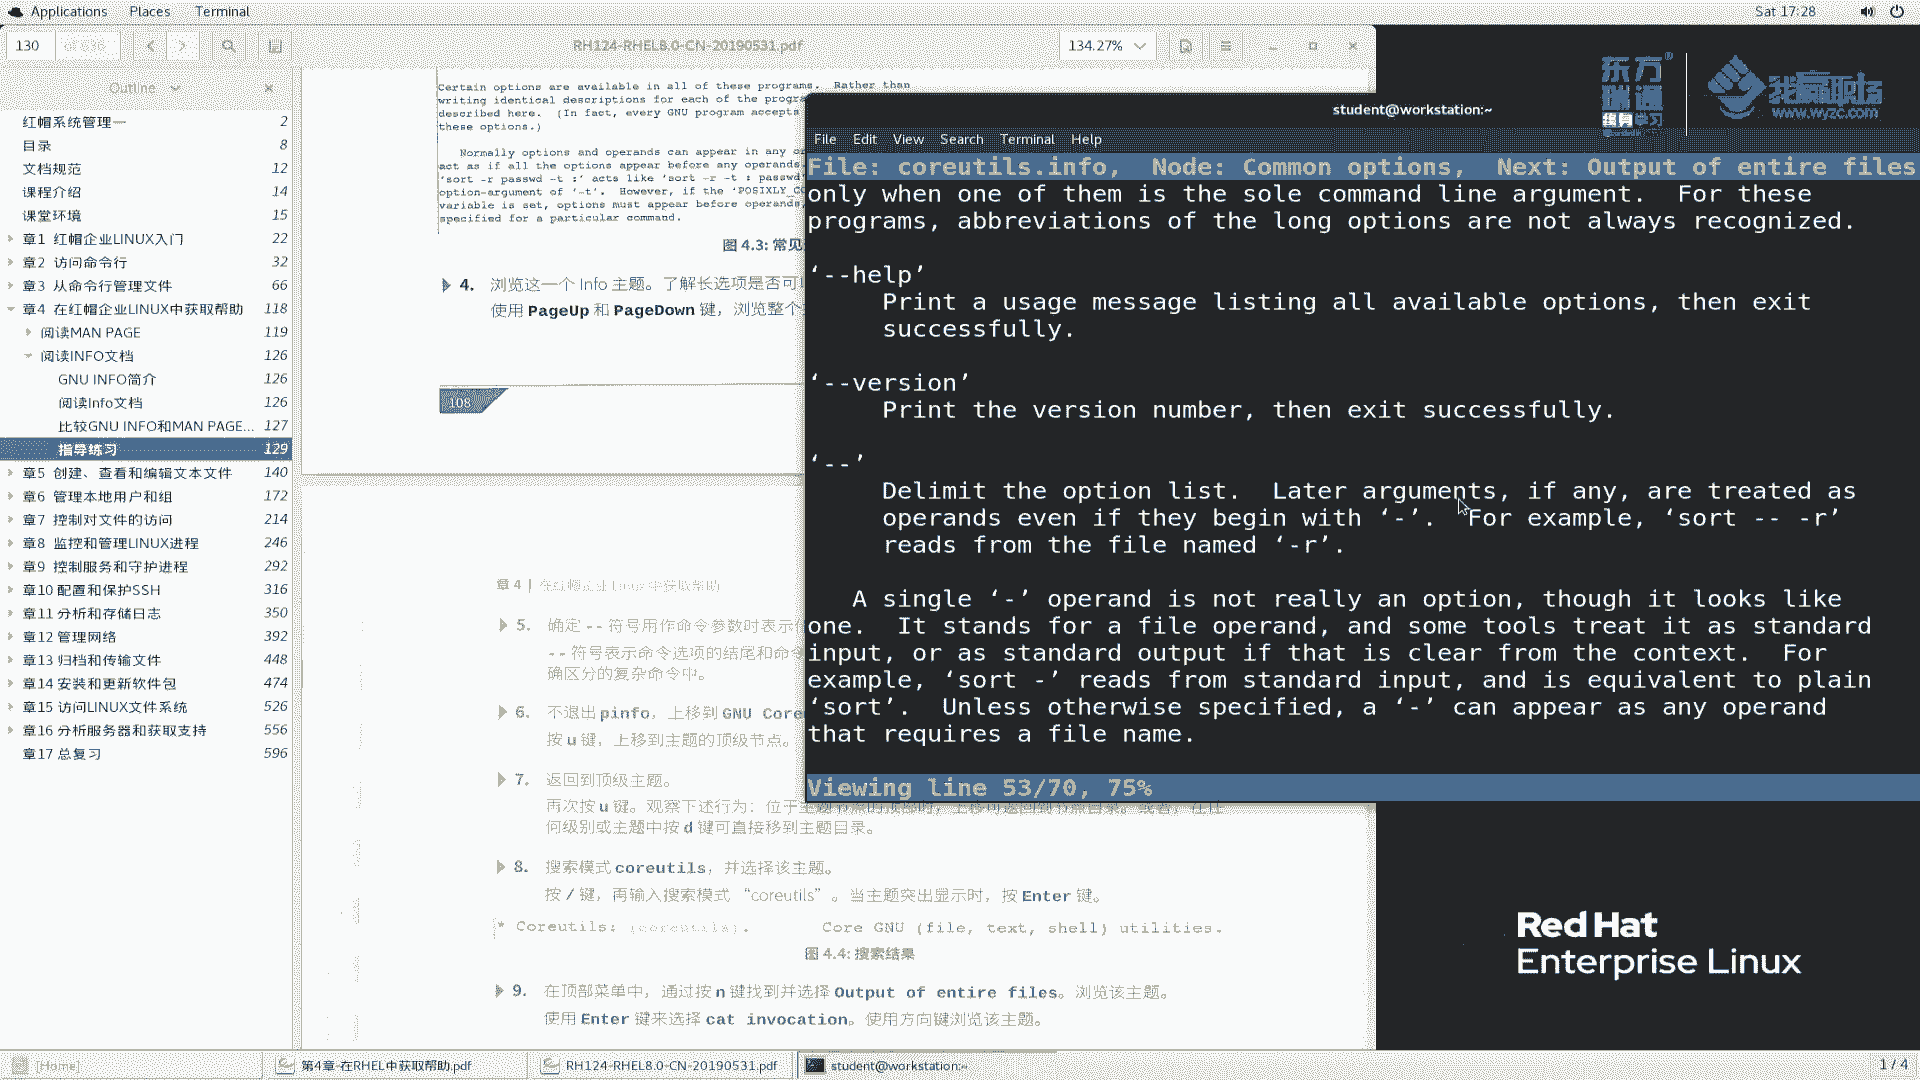 Applications Places Terminal
Sat 17:28
130 of 636
RH124-RHEL8.0-CN-20190531.pdf
134.27%
Outline
红帽系统管理一 2
目录 8
文档规范 12
课程介绍 14
课堂环境 15
章1 红帽企业LINUX入门 22
章2 访问命令行 32
章3 从命令行管理文件 66
章4 在红帽企业LINUX中获取帮助 118
阅读MAN PAGE 119
阅读INFO文档 126
GNU INFO简介 126
阅读Info文档 126
比较GNU INFO和MAN PAGE... 127
指导练习 129
章5 创建、查看和编辑文本文件 140
章6 管理本地用户和组 172
章7 控制对文件的访问 214
章8 监控和管理LINUX进程 246
章9 控制服务和守护进程 292
章10 配置和保护SSH 316
章11 分析和存储日志 350
章12 管理网络 392
章13 归档和传输文件 448
章14 安装和更新软件包 474
章15 访问LINUX文件系统 526
章16 分析服务器和获取支持 556
章17 总复习 596
Certain options are available in all of these programs. Rather than
writing identical descriptions for each of the progra
described here. (In fact, every GNU program accepts
these options.)
Normally options and operands can appear in any or
act as if all the options appear before any operands.
‘sort -r passwd -t :’ acts like ‘sort -r -t : passwd’
option-argument of ‘-t’. However, if the ‘POSIXLY_CO
variable is set, options must appear before operands,
specified for a particular command.
图 4.3: 常见
4. 浏览这一个 Info 主题。了解长选项是否可
使用 PageUp 和 PageDown 键，浏览整个
108
章 4 | 在红帽企业 Linux 中获取帮助
5. 确定 -- 符号用作命令参数时表示
-- 符号表示命令选项的结尾和命令
确区分的复杂命令中。
6. 不退出 pinfo，上移到 GNU Core
按 u 键，上移到主题的顶级节点。
7. 返回到顶级主题。
再次按 u 键。观察下述行为：位于主题节点的顶部时，上移可返回到节点目录。或者，在任
何级别或主题中按 d 键可直接移到主题目录。
8. 搜索模式 coreutils，并选择该主题。
按 / 键，再输入搜索模式 “coreutils”。当主题突出显示时，按 Enter 键。
* Coreutils: (coreutils). Core GNU (file, text, shell) utilities.
图 4.4: 搜索结果
9. 在顶部菜单中，通过按 n 键找到并选择 Output of entire files。浏览该主题。
使用 Enter 键来选择 cat invocation。使用方向键浏览该主题。
东方
瑞通
终身学习
我赢职场
www.wyzc.com
student@workstation:~
File Edit View Search Terminal Help
File: coreutils.info, Node: Common options, Next: Output of entire files
only when one of them is the sole command line argument. For these
programs, abbreviations of the long options are not always recognized.
‘--help’
Print a usage message listing all available options, then exit
successfully.
‘--version’
Print the version number, then exit successfully.
‘--’
Delimit the option list. Later arguments, if any, are treated as
operands even if they begin with ‘-’. For example, ‘sort -- -r’
reads from the file named ‘-r’.
A single ‘-’ operand is not really an option, though it looks like
one. It stands for a file operand, and some tools treat it as standard
input, or as standard output if that is clear from the context. For
example, ‘sort -’ reads from standard input, and is equivalent to plain
‘sort’. Unless otherwise specified, a ‘-’ can appear as any operand
that requires a file name.
Viewing line 53/70, 75%
Red Hat
Enterprise Linux
[Home]
第4章-在RHEL中获取帮助.pdf
RH124-RHEL8.0-CN-20190531.pdf
student@workstation:~
1 / 4